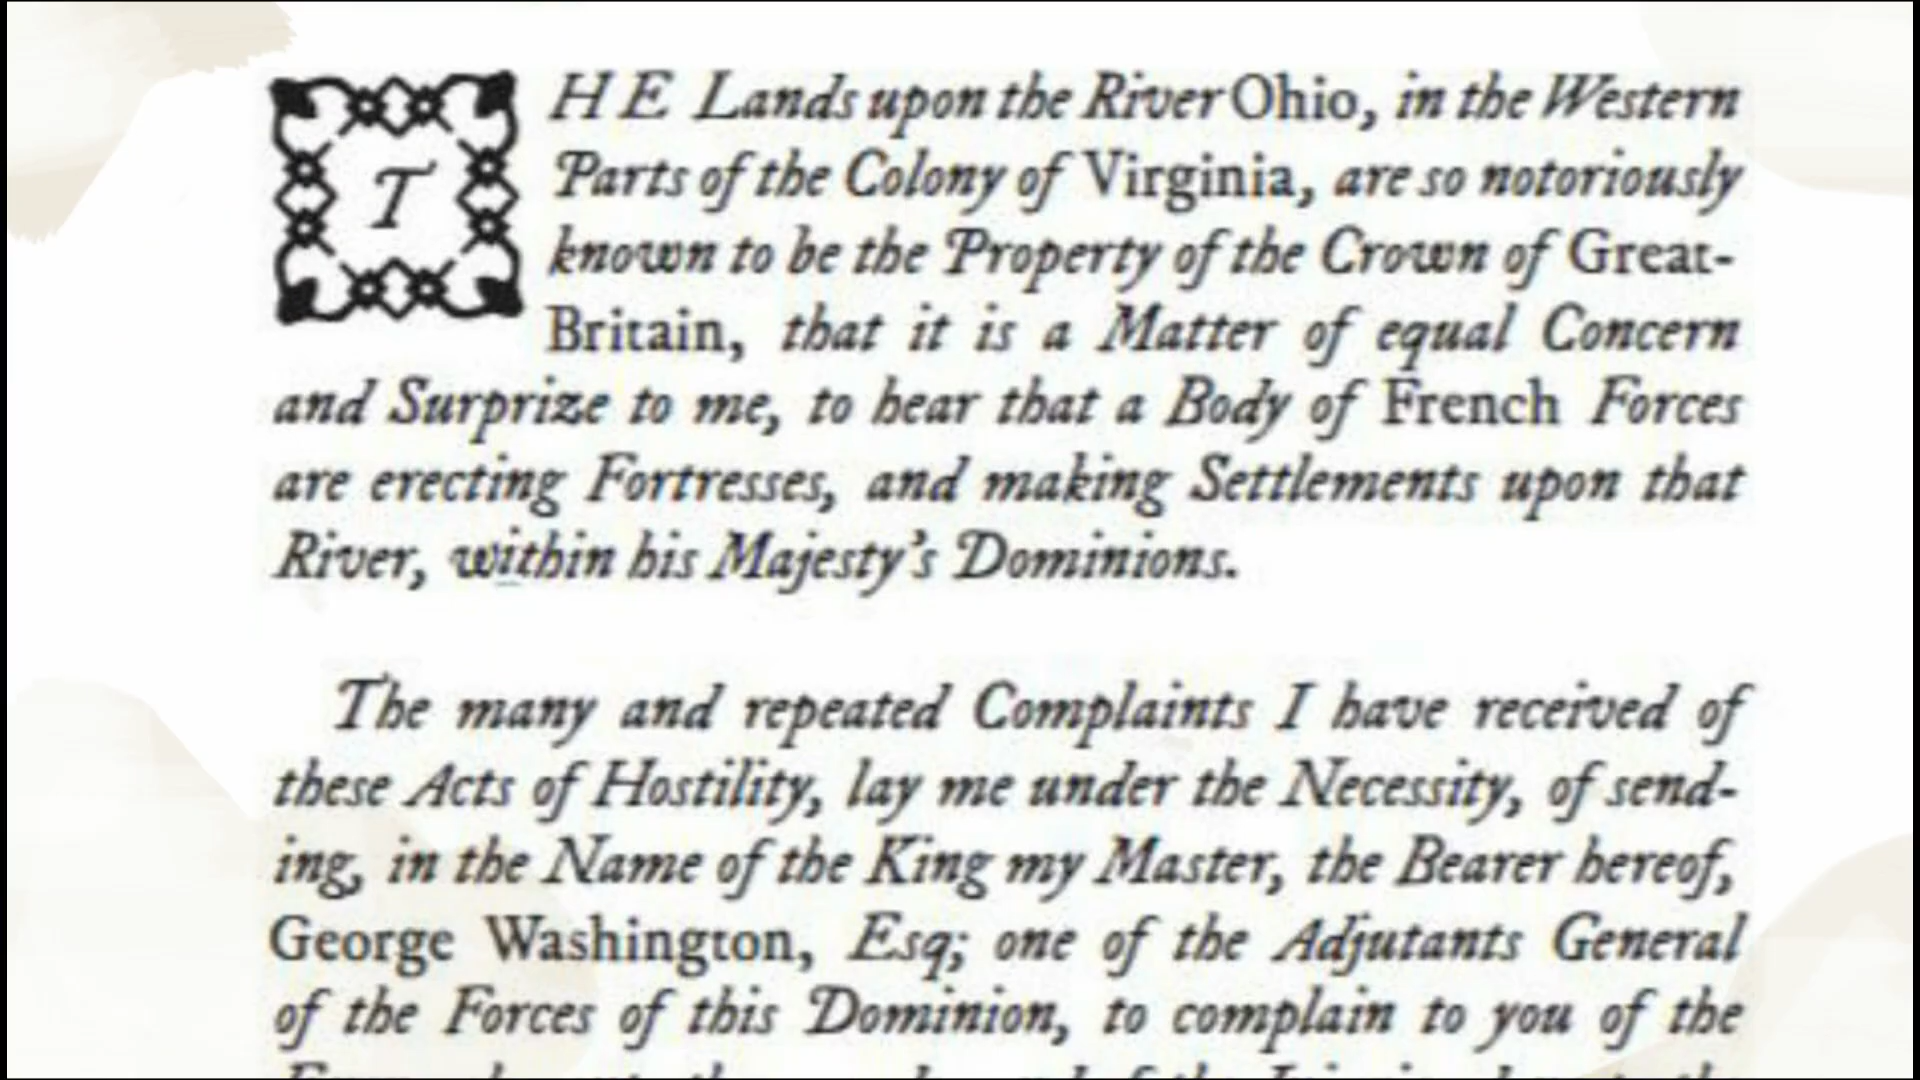 THE Lands upon the River Ohio, in the Western
Parts of the Colony of Virginia, are so notoriously
known to be the Property of the Crown of Great-
Britain, that it is a Matter of equal Concern
and Surprize to me, to hear that a Body of French Forces
are erecting Fortresses, and making Settlements upon that
River, within his Majesty's Dominions.
The many and repeated Complaints I have received of
these Acts of Hostility, lay me under the Necessity, of send-
ing, in the Name of the King my Master, the Bearer hereof,
George Washington, Esq; one of the Adjutants General
of the Forces of this Dominion, to complain to you of the